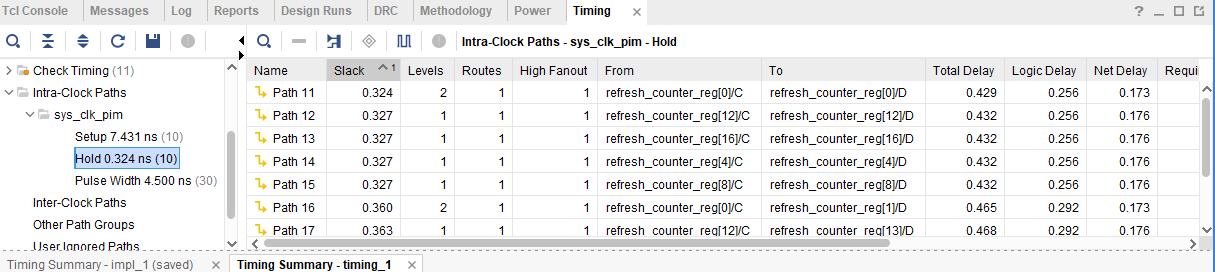 Tcl Console Messages Log Reports Design Runs DRC Methodology Power Timing
Intra-Clock Paths - sys_clk_pim - Hold
Check Timing (11)
Intra-Clock Paths
sys_clk_pim
Setup 7.431 ns (10)
Hold 0.324 ns (10)
Pulse Width 4.500 ns (30)
Inter-Clock Paths
Other Path Groups
User Ignored Paths
Name Slack 1 Levels Routes High Fanout From To Total Delay Logic Delay Net Delay Requi
Path 11 0.324 2 1 1 refresh_counter_reg[0]/C refresh_counter_reg[0]/D 0.429 0.256 0.173
Path 12 0.327 1 1 1 refresh_counter_reg[12]/C refresh_counter_reg[12]/D 0.432 0.256 0.176
Path 13 0.327 1 1 1 refresh_counter_reg[16]/C refresh_counter_reg[16]/D 0.432 0.256 0.176
Path 14 0.327 1 1 1 refresh_counter_reg[4]/C refresh_counter_reg[4]/D 0.432 0.256 0.176
Path 15 0.327 1 1 1 refresh_counter_reg[8]/C refresh_counter_reg[8]/D 0.432 0.256 0.176
Path 16 0.360 2 1 1 refresh_counter_reg[0]/C refresh_counter_reg[1]/D 0.465 0.292 0.173
Path 17 0.363 1 1 1 refresh_counter_reg[12]/C refresh_counter_reg[13]/D 0.468 0.292 0.176
Timing Summary - impl_1 (saved) Timing Summary - timing_1